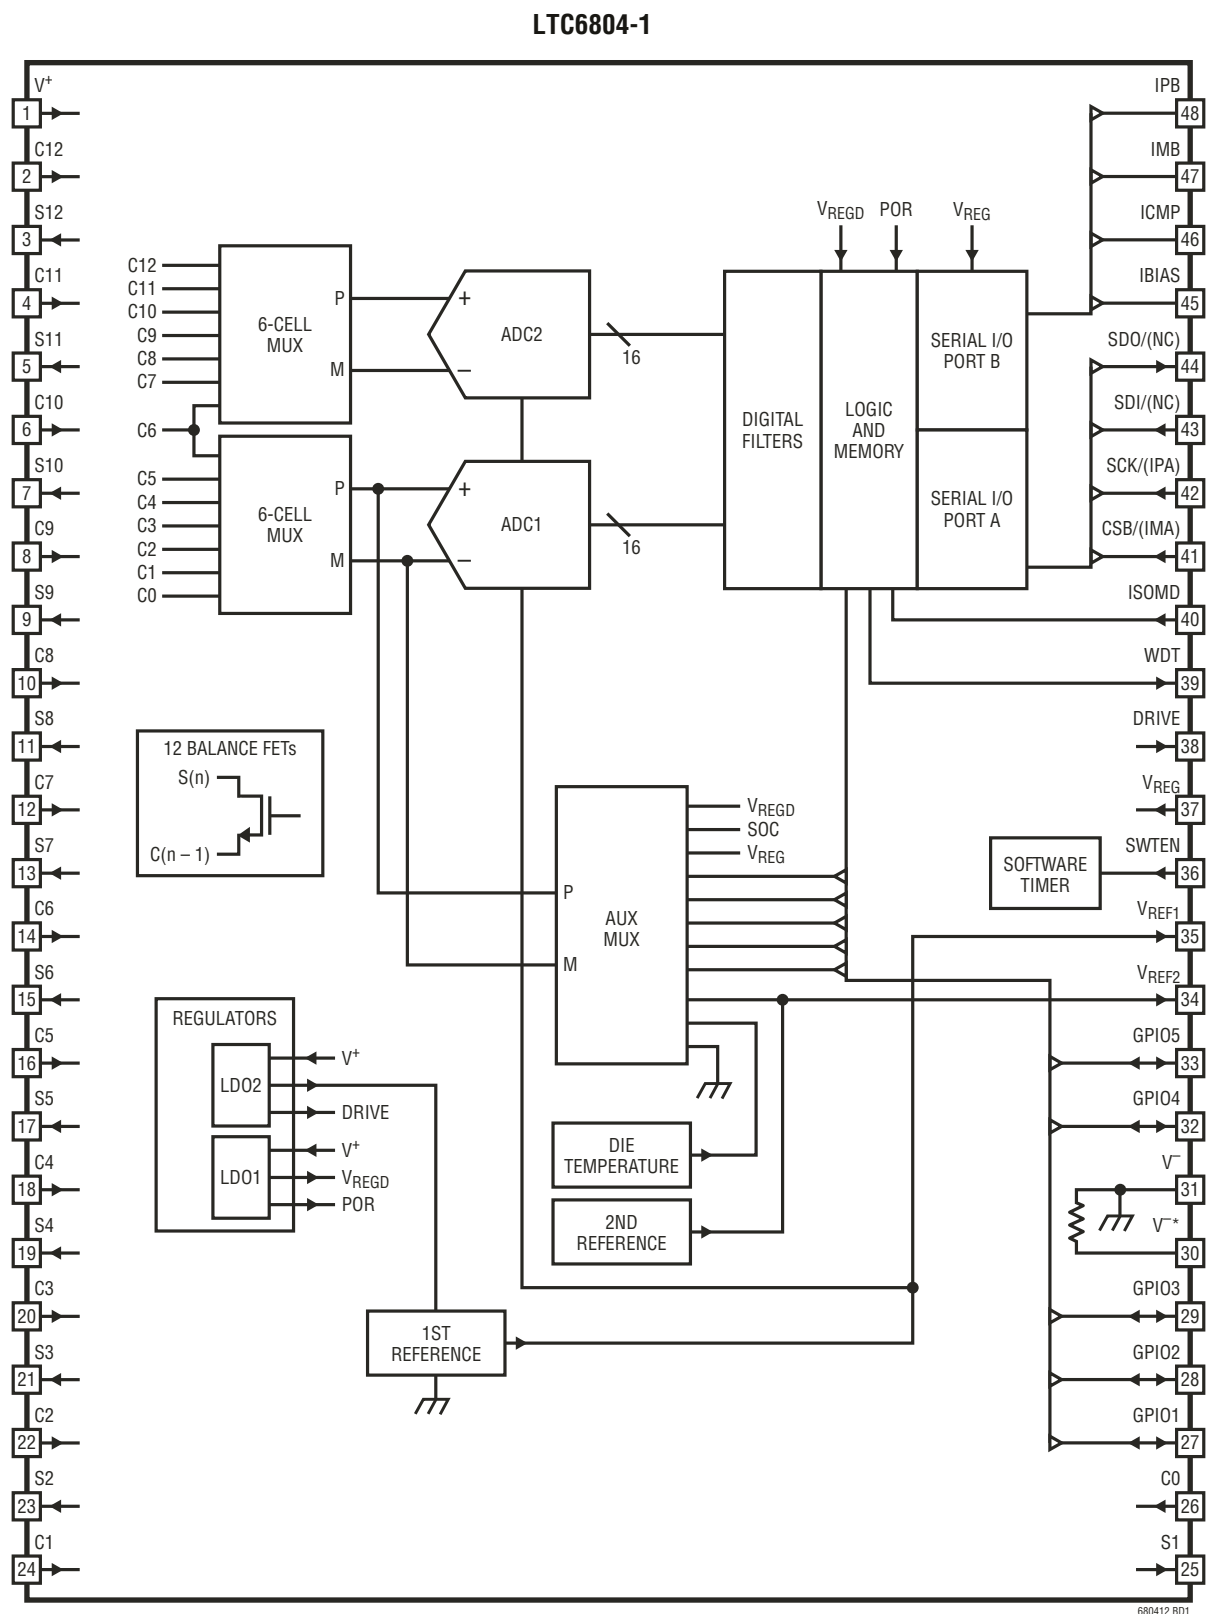 LTC6804-1
V+
1
C12
2
S12
3
C11
4
S11
5
C10
6
S10
7
C9
8
S9
9
C8
10
S8
11
C7
12
S7
13
C6
14
S6
15
C5
16
S5
17
C4
18
S4
19
C3
20
S3
21
C2
22
S2
23
C1
24
C12
C11
C10
C9
C8
C7
C6
C5
C4
C3
C2
C1
C0
6-CELL
MUX
P
M
6-CELL
MUX
P
M
+
ADC2
–
16
+
ADC1
–
16
VREGD
POR
VREG
DIGITAL
FILTERS
LOGIC
AND
MEMORY
SERIAL I/O
PORT B
SERIAL I/O
PORT A
12 BALANCE FETs
S(n)
C(n – 1)
P
AUX
MUX
M
VREGD
SOC
VREG
SOFTWARE
TIMER
REGULATORS
LDO2
V+
DRIVE
LDO1
V+
VREGD
POR
DIE
TEMPERATURE
2ND
REFERENCE
1ST
REFERENCE
IPB
48
IMB
47
ICMP
46
IBIAS
45
SDO/(NC)
44
SDI/(NC)
43
SCK/(IPA)
42
CSB/(IMA)
41
ISOMD
40
WDT
39
DRIVE
38
VREG
37
SWTEN
36
VREF1
35
VREF2
34
GPIO5
33
GPIO4
32
V–
31
V–*
30
GPIO3
29
GPIO2
28
GPIO1
27
C0
26
S1
25
680412 BD1